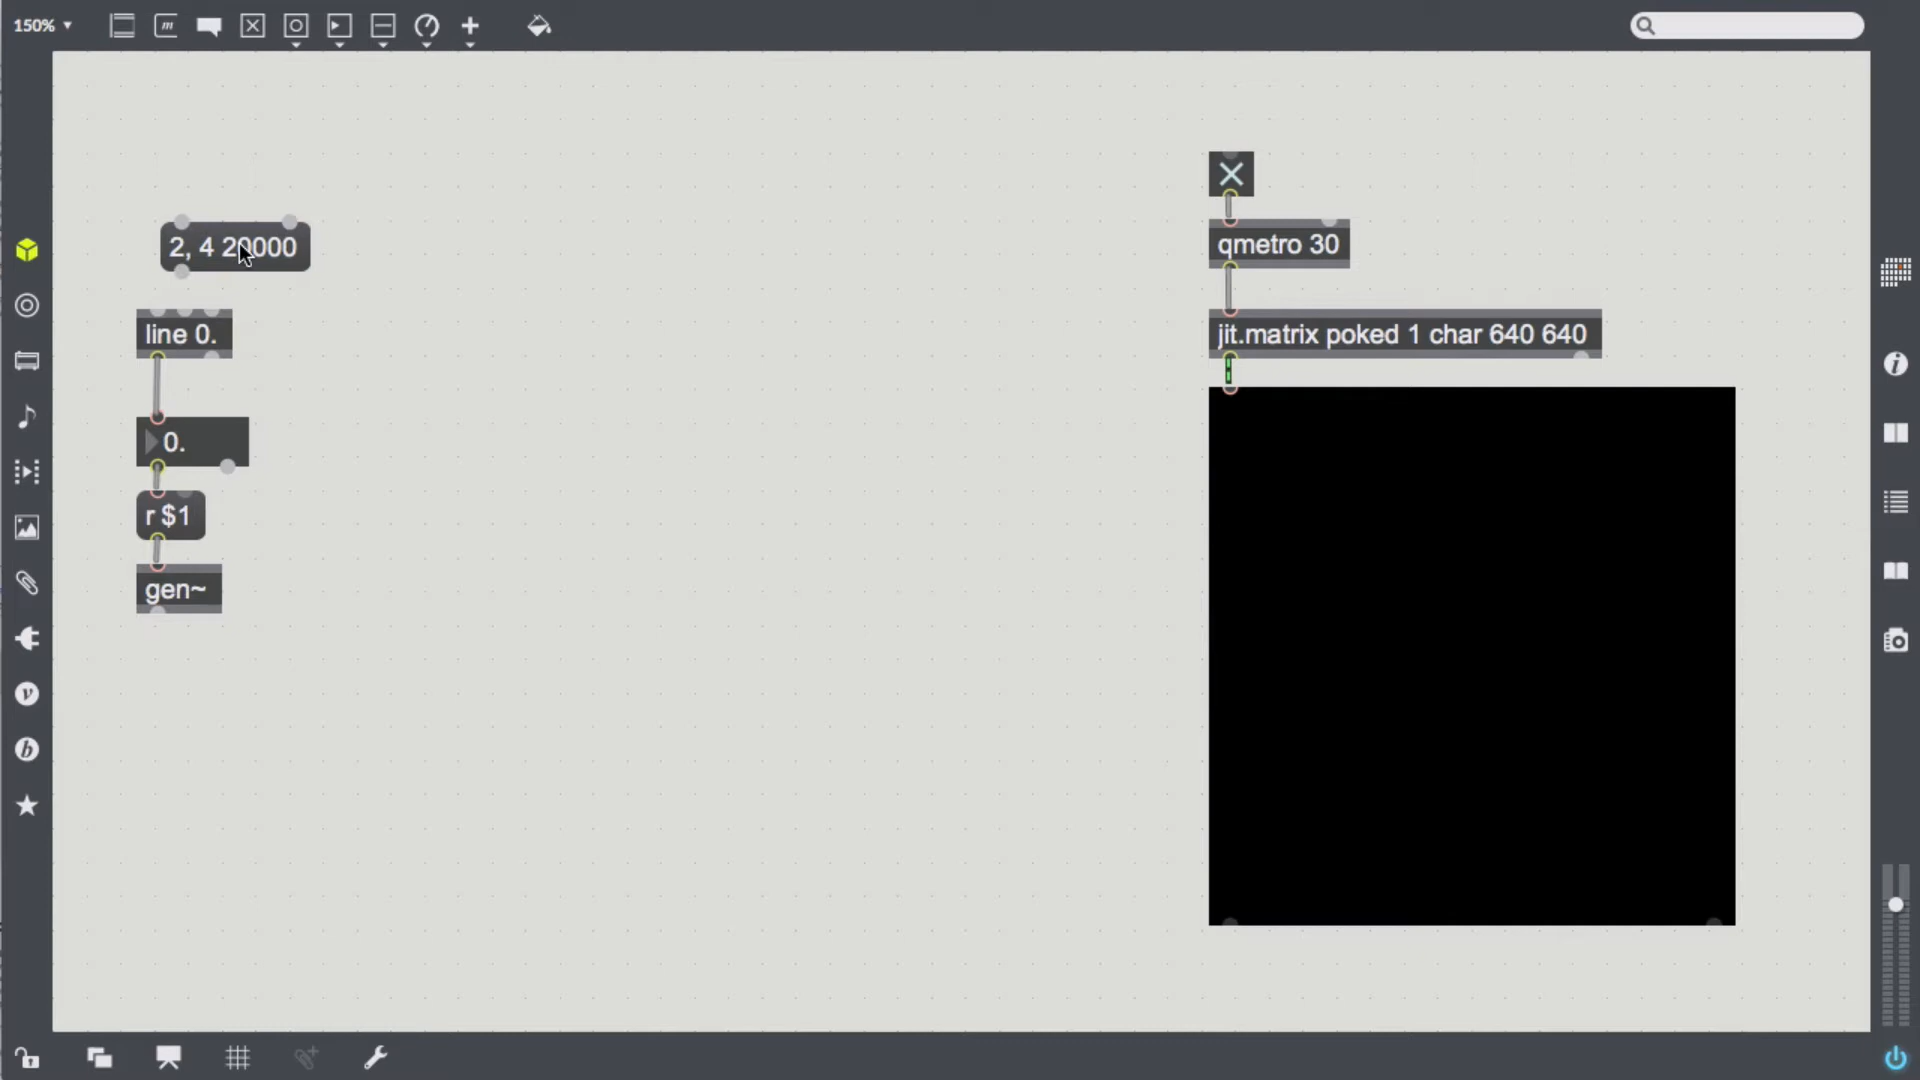 150%
2, 4 20000
line 0.
0.
r $1
gen~
qmetro 30
jit.matrix poked 1 char 640 640